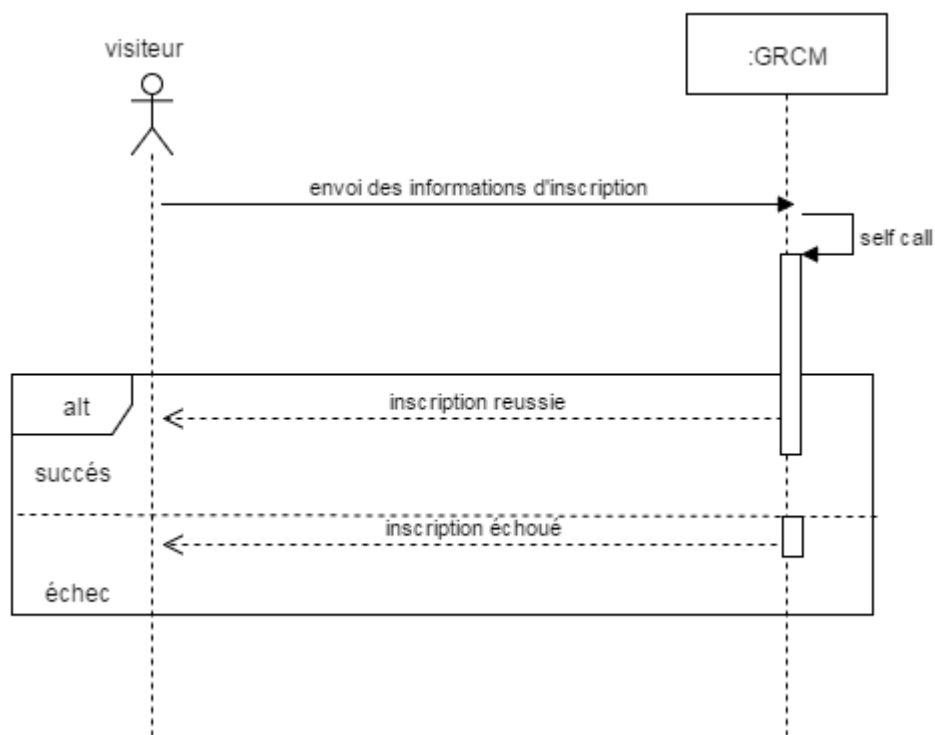 visiteur
:GRCM
envoi des informations d'inscription
self call
alt
inscription reussie
succés
inscription échoué
échec